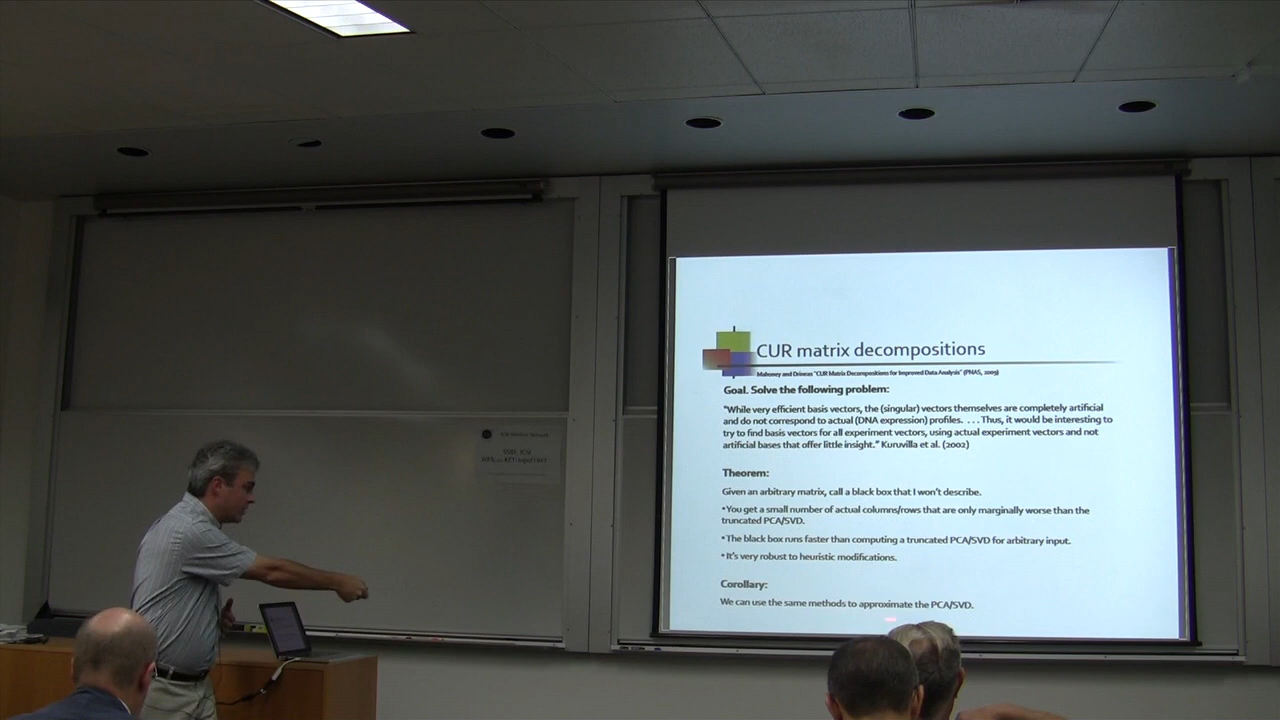 CUR matrix decompositions
Mahoney and Drineas "CUR Matrix Decompositions for Improved Data Analysis" (PNAS, 2009)
Goal. Solve the following problem:
"While very efficient basis vectors, the (singular) vectors themselves are completely artificial
and do not correspond to actual (DNA expression) profiles. . . . Thus, it would be interesting to
try to find basis vectors for all experiment vectors, using actual experiment vectors and not
artificial bases that offer little insight." Kuruvilla et al. (2002)
Theorem:
Given an arbitrary matrix, call a black box that I won't describe.
•You get a small number of actual columns/rows that are only marginally worse than the
truncated PCA/SVD.
•The black box runs faster than computing a truncated PCA/SVD for arbitrary input.
•It's very robust to heuristic modifications.
Corollary:
We can use the same methods to approximate the PCA/SVD.